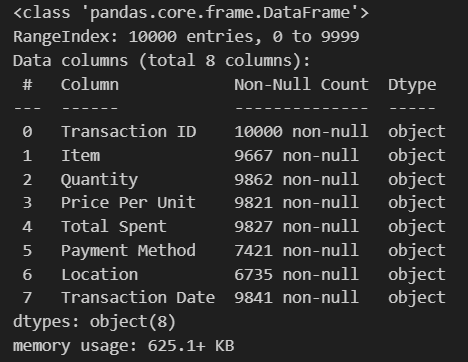 <class 'pandas.core.frame.DataFrame'>
RangeIndex: 10000 entries, 0 to 9999
Data columns (total 8 columns):
 #   Column            Non-Null Count  Dtype 
---  ------            --------------  ----- 
 0   Transaction ID    10000 non-null  object
 1   Item              9667 non-null   object
 2   Quantity          9862 non-null   object
 3   Price Per Unit    9821 non-null   object
 4   Total Spent       9827 non-null   object
 5   Payment Method    7421 non-null   object
 6   Location          6735 non-null   object
 7   Transaction Date  9841 non-null   object
dtypes: object(8)
memory usage: 625.1+ KB